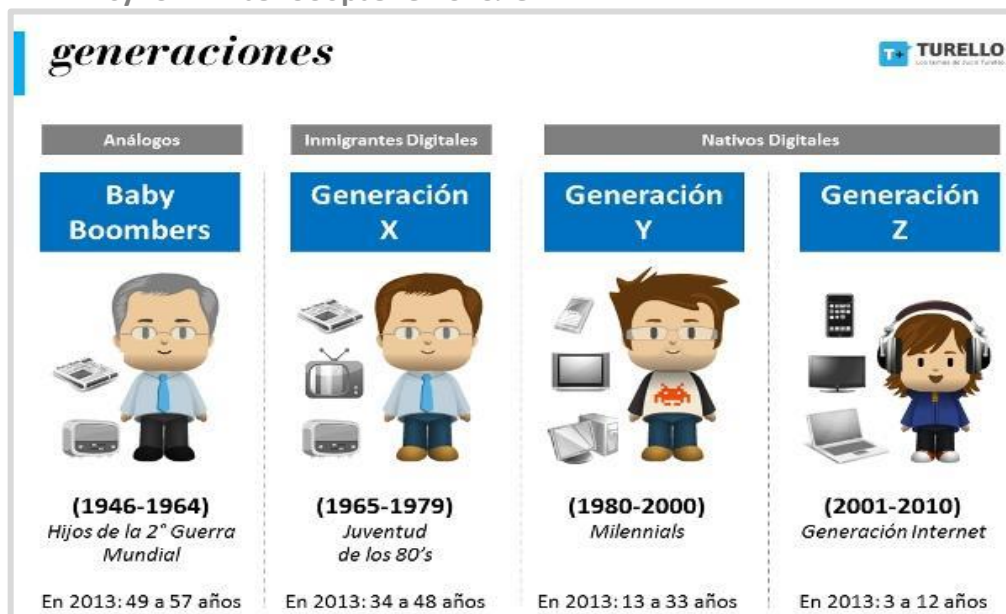 generaciones
T+ TURELLO
Análogos
Inmigrantes Digitales
Nativos Digitales
Baby
Boombers
Generación
X
Generación
Y
Generación
Z
(1946-1964)
Hijos de la 2° Guerra
Mundial
(1965-1979)
Juventud
de los 80's
(1980-2000)
Milennials
(2001-2010)
Generación Internet
En 2013: 49 a 57 años
En 2013: 34 a 48 años
En 2013: 13 a 33 años
En 2013: 3 a 12 años